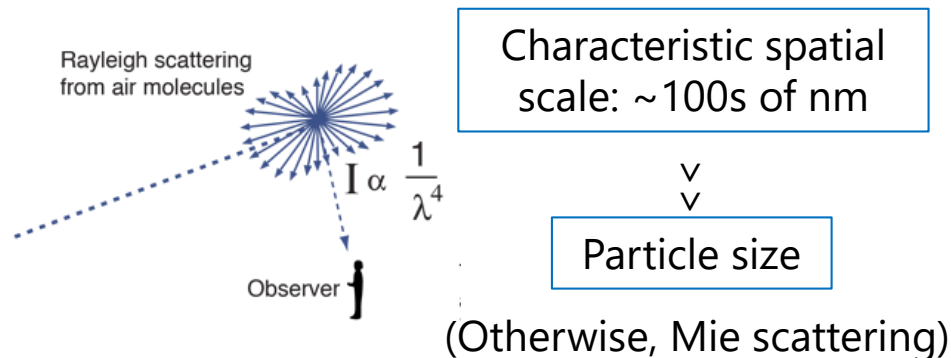 Rayleigh scattering
from air molecules
I ∝ 1/λ⁴
Observer
Characteristic spatial
scale: ~100s of nm
>>
Particle size
(Otherwise, Mie scattering)